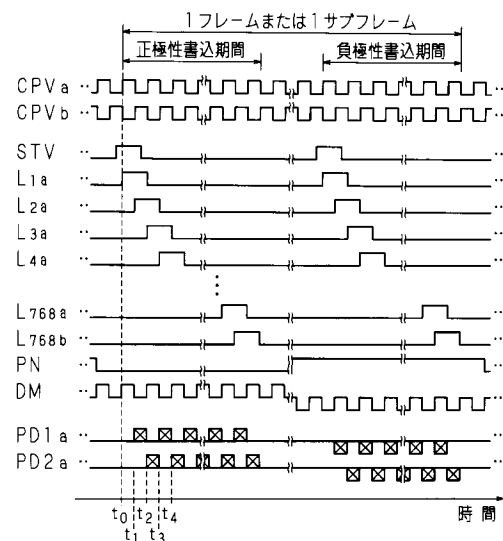 1フレームまたは1サブフレーム
正極性書込期間
負極性書込期間
CPVa
CPVb
STV
L1a
L2a
L3a
L4a
L768a
L768b
PN
DM
PD1a
PD2a
t0 t2 t4
t1 t3
時間